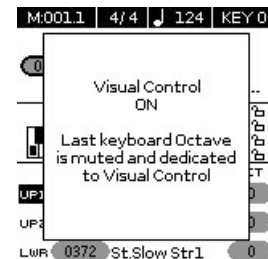 M:001.1 4/4 ♩ 124 KEY 0
Visual Control
ON
Last keyboard Octave
is muted and dedicated
to Visual Control
UP1
UP2
LWR 0372 St.Slow Str1 0